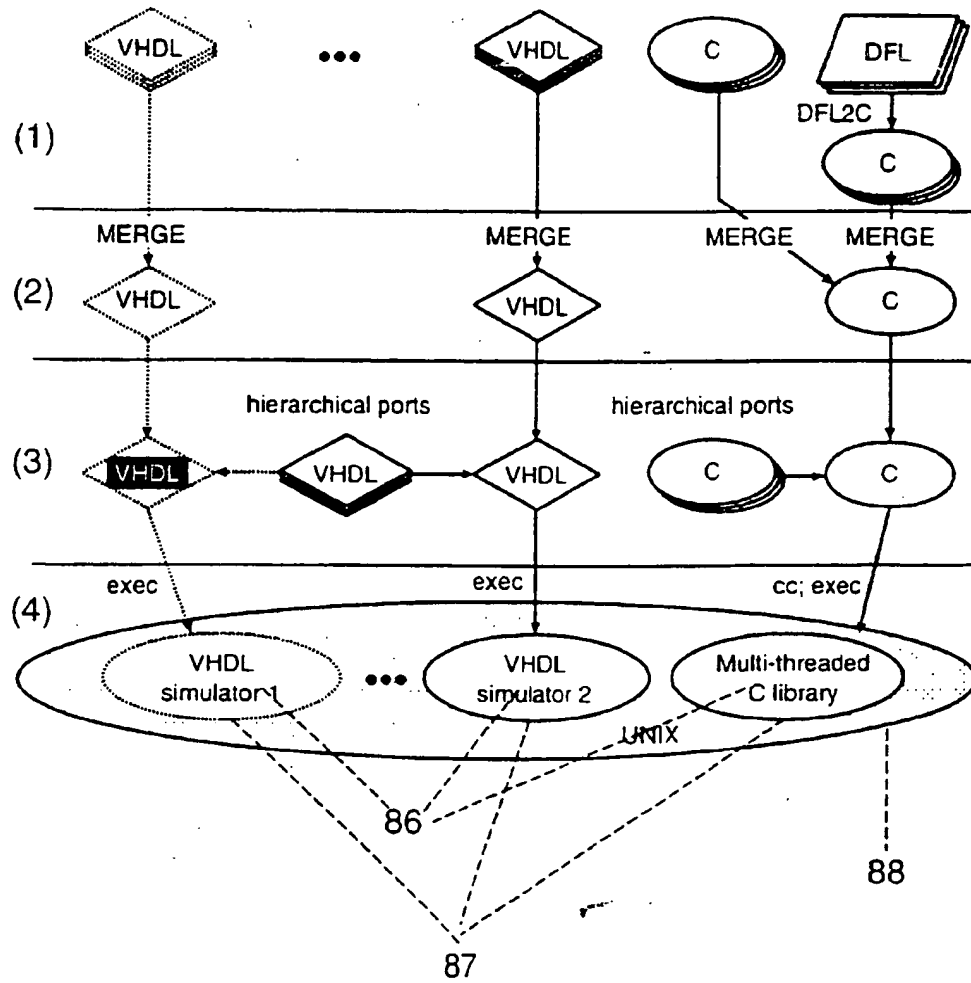 VHDL
•••
VHDL
C
DFL
DFL2C
(1)
C
MERGE
MERGE
MERGE
MERGE
(2)
VHDL
VHDL
C
hierarchical ports
hierarchical ports
(3)
VHDL
VHDL
VHDL
C
C
exec
exec
cc; exec
(4)
VHDL
simulator 1
•••
VHDL
simulator 2
Multi-threaded
C library
UNIX
86
88
87